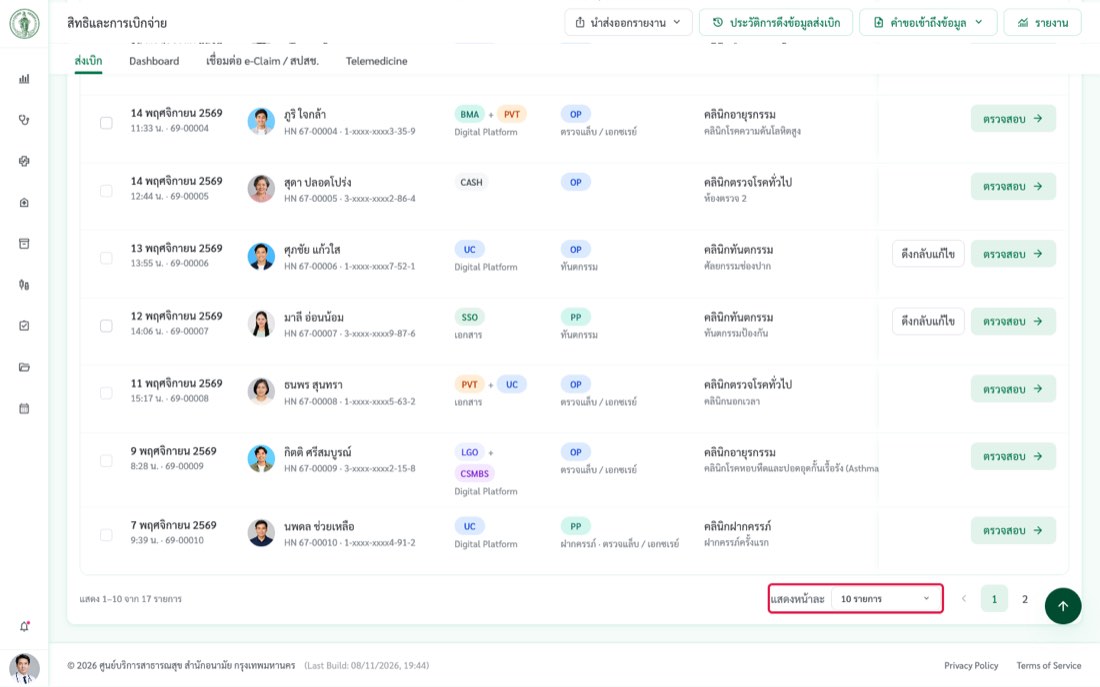 สิทธิและการเบิกจ่าย
นำส่งออกรายงาน
ประวัติการดึงข้อมูลส่งเบิก
คำขอเข้าถึงข้อมูล
รายงาน
ส่งเบิก
Dashboard
เชื่อมต่อ e-Claim / สปสช.
Telemedicine
14 พฤศจิกายน 2569
11:33 น. · 69-00004
ภูริ ใจกล้า
HN 67-00004 · 1-xxxx-xxxx3-35-9
BMA + PVT
Digital Platform
OP
ตรวจแล็บ / เอกซเรย์
คลินิกอายุรกรรม
คลินิกโรคความดันโลหิตสูง
ตรวจสอบ
14 พฤศจิกายน 2569
12:44 น. · 69-00005
สุดา ปลอดโปร่ง
HN 67-00005 · 3-xxxx-xxxx2-86-4
CASH
OP
คลินิกตรวจโรคทั่วไป
ห้องตรวจ 2
ตรวจสอบ
13 พฤศจิกายน 2569
13:55 น. · 69-00006
ศุภชัย แก้วใส
HN 67-00006 · 1-xxxx-xxxx7-52-1
UC
Digital Platform
OP
ทันตกรรม
คลินิกทันตกรรม
ศัลยกรรมช่องปาก
ดึงกลับแก้ไข
ตรวจสอบ
12 พฤศจิกายน 2569
14:06 น. · 69-00007
มาลี อ่อนน้อม
HN 67-00007 · 3-xxxx-xxxx9-87-6
SSO
เอกสาร
PP
ทันตกรรม
คลินิกทันตกรรม
ทันตกรรมป้องกัน
ดึงกลับแก้ไข
ตรวจสอบ
11 พฤศจิกายน 2569
15:17 น. · 69-00008
ธนพร สุนทรา
HN 67-00008 · 1-xxxx-xxxx5-63-2
PVT + UC
เอกสาร
OP
ตรวจแล็บ / เอกซเรย์
คลินิกตรวจโรคทั่วไป
คลินิกนอกเวลา
ตรวจสอบ
9 พฤศจิกายน 2569
8:28 น. · 69-00009
กิตติ ศรีสมบูรณ์
HN 67-00009 · 3-xxxx-xxxx2-15-8
LGO +
CSMBS
Digital Platform
OP
ตรวจแล็บ / เอกซเรย์
คลินิกอายุรกรรม
คลินิกโรคหอบหืดและปอดอุดกั้นเรื้อรัง (Asthma
ตรวจสอบ
7 พฤศจิกายน 2569
9:39 น. · 69-00010
นพดล ช่วยเหลือ
HN 67-00010 · 1-xxxx-xxxx4-91-2
UC
Digital Platform
PP
ฝากครรภ์ · ตรวจแล็บ / เอกซเรย์
คลินิกฝากครรภ์
ฝากครรภ์ครั้งแรก
ตรวจสอบ
แสดง 1–10 จาก 17 รายการ
แสดงหน้าละ
10 รายการ
1
2
© 2026 ศูนย์บริการสาธารณสุข สำนักอนามัย กรุงเทพมหานคร (Last Build: 08/11/2026, 19:44)
Privacy Policy
Terms of Service